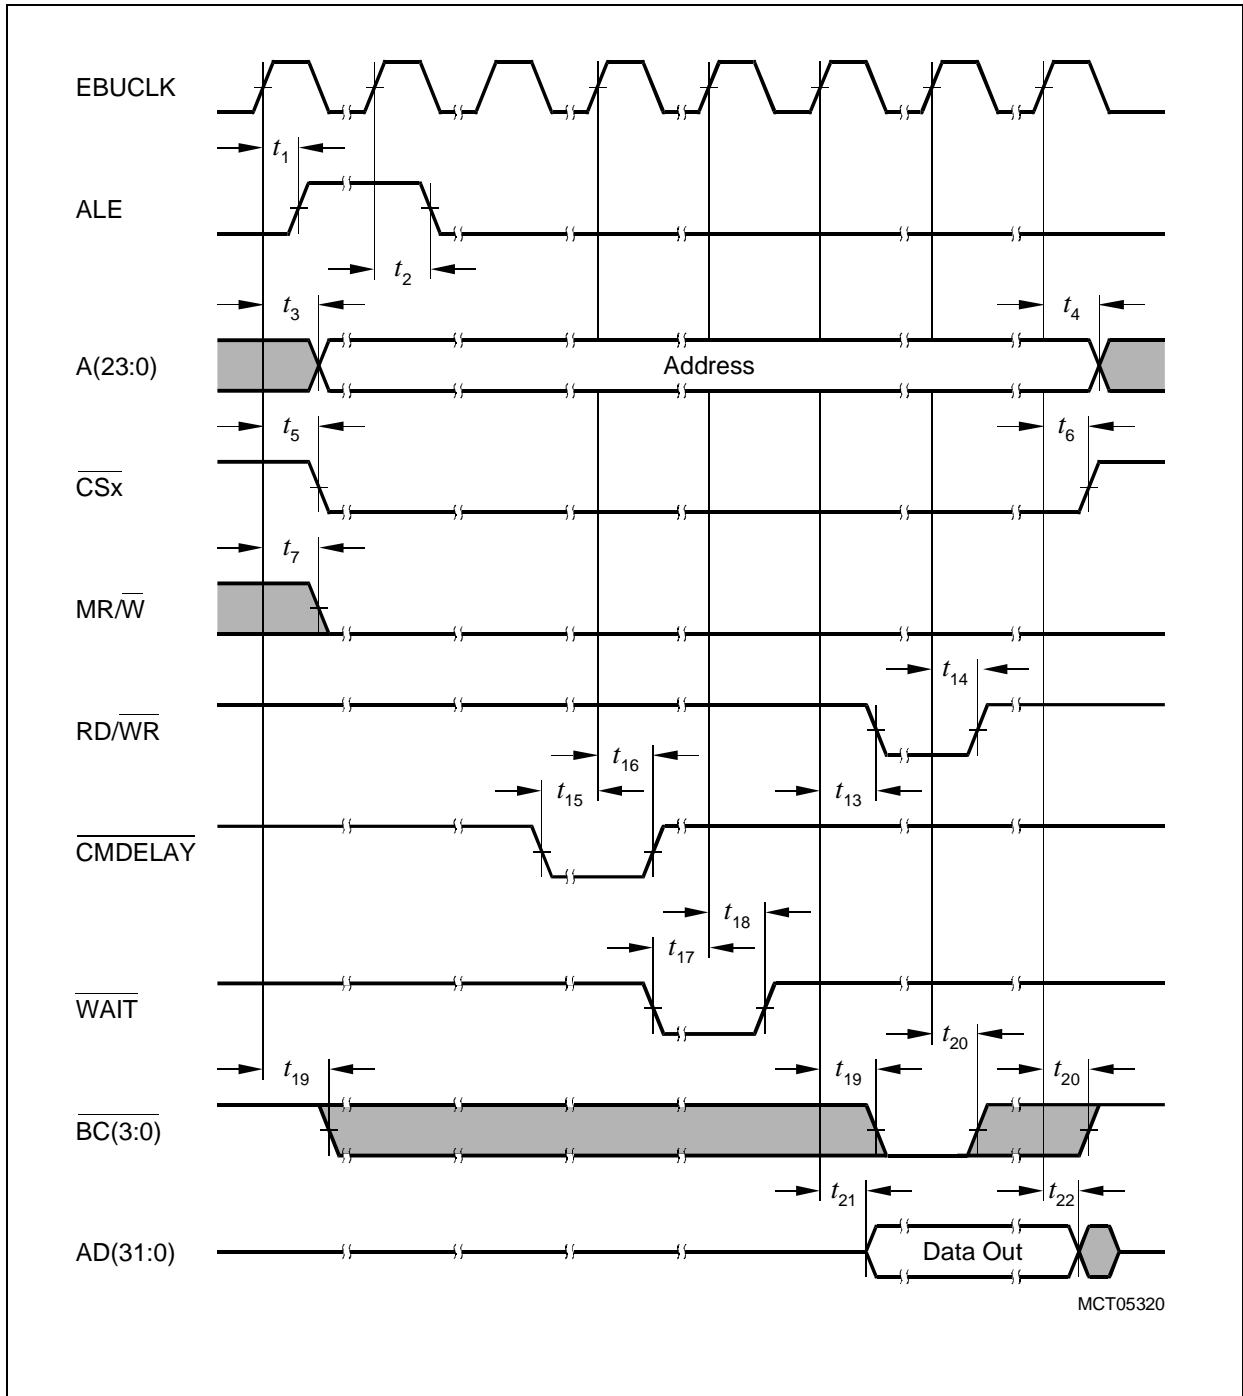 EBUCLK
t1
ALE
t2
t3
t4
A(23:0)
Address
t5
t6
CSx
t7
MR/W
t14
RD/WR
t16
t15
t13
CMDELAY
t18
t17
WAIT
t20
t19
t19
t20
BC(3:0)
t21
t22
AD(31:0)
Data Out
MCT05320